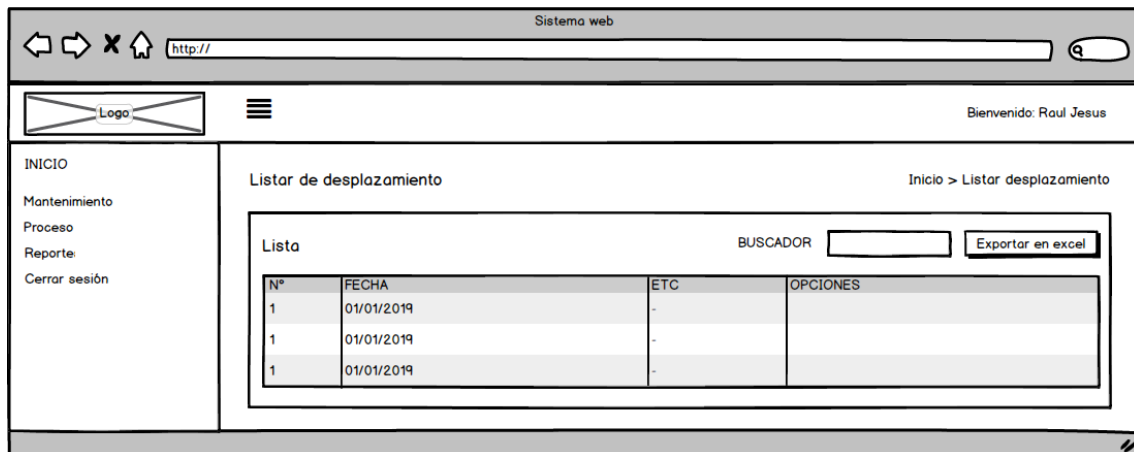 Sistema web
http://
Logo
Bienvenido: Raul Jesus
INICIO
Mantenimiento
Proceso
Reporte
Cerrar sesión
Listar de desplazamiento
Inicio > Listar desplazamiento
Lista
BUSCADOR
Exportar en excel
N° FECHA ETC OPCIONES
1 01/01/2019 -
1 01/01/2019 -
1 01/01/2019 -